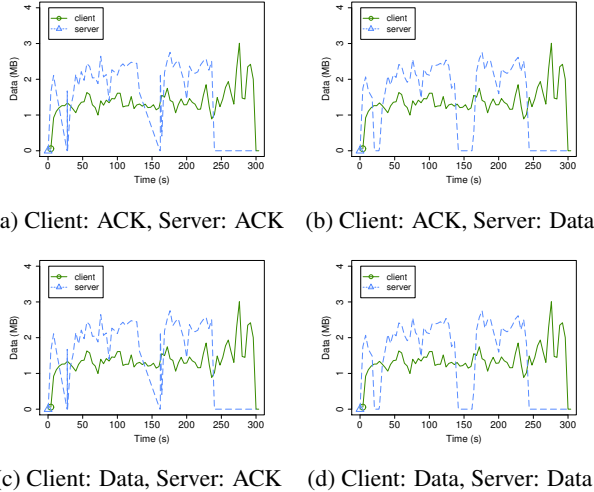 4
3
2
1
0
Data (MB)
client
server
0 50 100 150 200 250 300
Time (s)
4
3
2
1
0
Data (MB)
client
server
0 50 100 150 200 250 300
Time (s)
a) Client: ACK, Server: ACK (b) Client: ACK, Server: Data
4
3
2
1
0
Data (MB)
client
server
0 50 100 150 200 250 300
Time (s)
4
3
2
1
0
Data (MB)
client
server
0 50 100 150 200 250 300
Time (s)
(c) Client: Data, Server: ACK (d) Client: Data, Server: Data